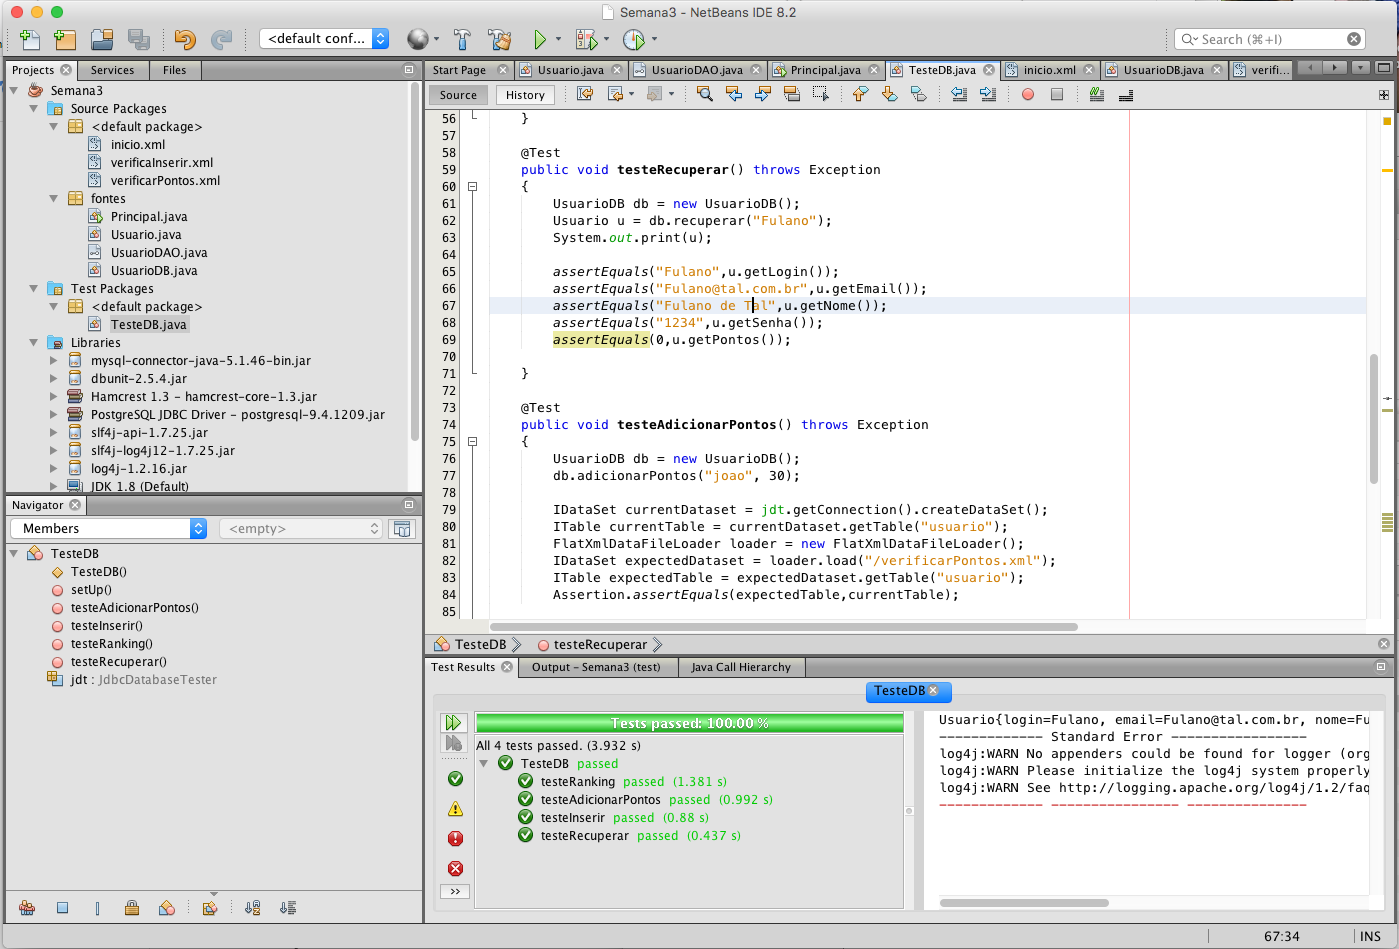 Semana3 - NetBeans IDE 8.2
<default conf...
Search (⌘+I)
Projects
Services
Files
Semana3
Source Packages
<default package>
inicio.xml
verificaInserir.xml
verificarPontos.xml
fontes
Principal.java
Usuario.java
UsuarioDAO.java
UsuarioDB.java
Test Packages
<default package>
TesteDB.java
Libraries
mysql-connector-java-5.1.46-bin.jar
dbunit-2.5.4.jar
Hamcrest 1.3 - hamcrest-core-1.3.jar
PostgreSQL JDBC Driver - postgresql-9.4.1209.jar
slf4j-api-1.7.25.jar
slf4j-log4j12-1.7.25.jar
log4j-1.2.16.jar
JDK 1.8 (Default)
Navigator
Members
<empty>
TesteDB
TesteDB()
setUp()
testeAdicionarPontos()
testeInserir()
testeRanking()
testeRecuperar()
jdt : JdbcDatabaseTester
Start Page
Usuario.java
UsuarioDAO.java
Principal.java
TesteDB.java
inicio.xml
UsuarioDB.java
verifi...
Source
History
56 }
57
58 @Test
59 public void testeRecuperar() throws Exception
60 {
61 UsuarioDB db = new UsuarioDB();
62 Usuario u = db.recuperar("Fulano");
63 System.out.print(u);
64
65 assertEquals("Fulano",u.getLogin());
66 assertEquals("Fulano@tal.com.br",u.getEmail());
67 assertEquals("Fulano de Tal",u.getNome());
68 assertEquals("1234",u.getSenha());
69 assertEquals(0,u.getPontos());
70
71 }
72
73 @Test
74 public void testeAdicionarPontos() throws Exception
75 {
76 UsuarioDB db = new UsuarioDB();
77 db.adicionarPontos("joao", 30);
78
79 IDataSet currentDataset = jdt.getConnection().createDataSet();
80 ITable currentTable = currentDataset.getTable("usuario");
81 FlatXmlDataFileLoader loader = new FlatXmlDataFileLoader();
82 IDataSet expectedDataset = loader.load("/verificarPontos.xml");
83 ITable expectedTable = expectedDataset.getTable("usuario");
84 Assertion.assertEquals(expectedTable,currentTable);
85
TesteDB
testeRecuperar
Test Results
Output - Semana3 (test)
Java Call Hierarchy
TesteDB
Tests passed: 100.00 %
All 4 tests passed. (3.932 s)
TesteDB passed
testeRanking passed (1.381 s)
testeAdicionarPontos passed (0.992 s)
testeInserir passed (0.88 s)
testeRecuperar passed (0.437 s)
>>
Usuario{login=Fulano, email=Fulano@tal.com.br, nome=Fu
------------- Standard Error -----------------
log4j:WARN No appenders could be found for logger (org
log4j:WARN Please initialize the log4j system properly
log4j:WARN See http://logging.apache.org/log4j/1.2/faq
------------- ---------------- ---------------
67:34
INS